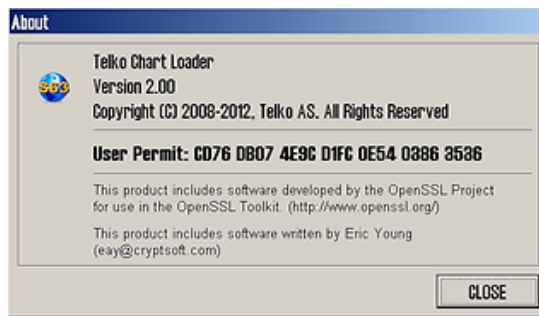 About
S63
Telko Chart Loader
Version 2.00
Copyright (C) 2008-2012, Telko AS. All Rights Reserved
User Permit: CD76 DB07 4E9C D1FC 0E54 0386 3536
This product includes software developed by the OpenSSL Project
for use in the OpenSSL Toolkit. (http://www.openssl.org/)
This product includes software written by Eric Young
(eay@cryptsoft.com)
CLOSE